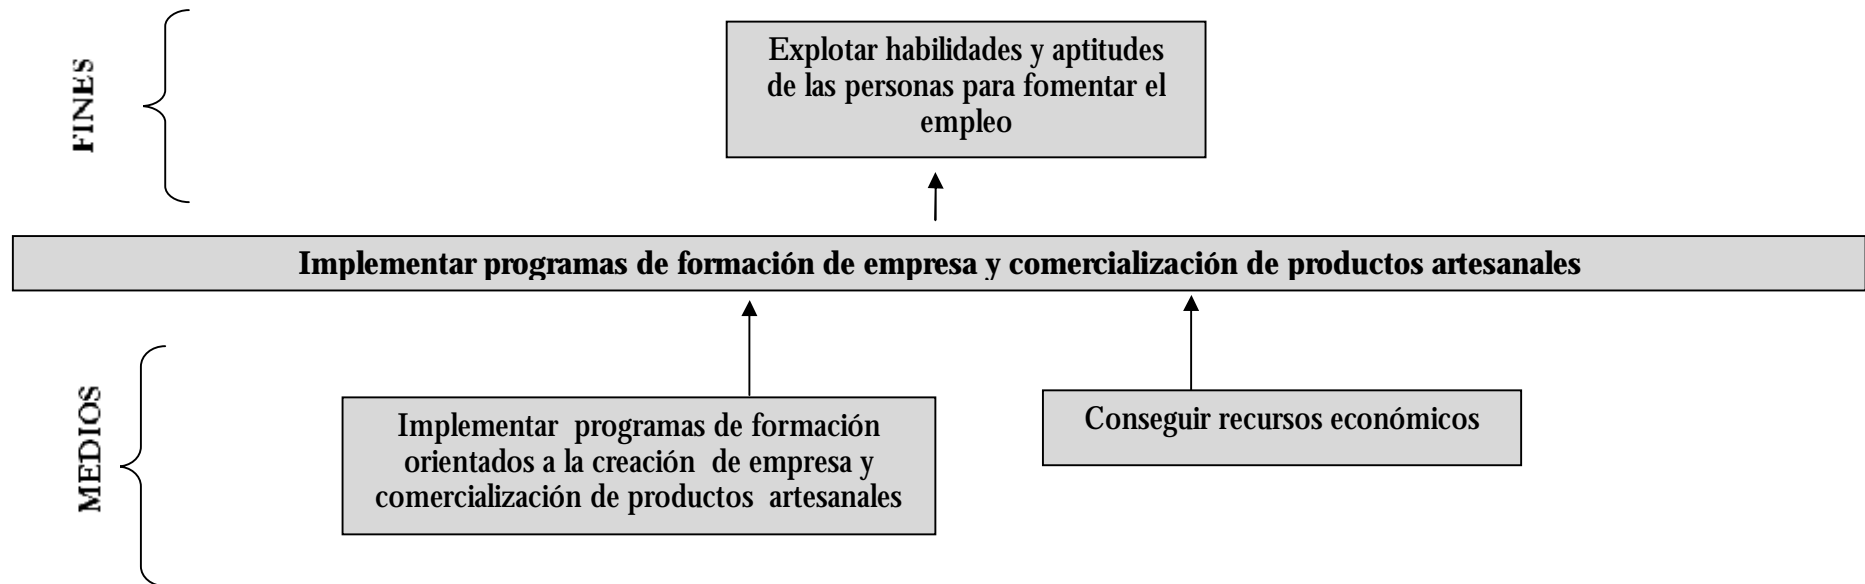 FINES
Explotar habilidades y aptitudes
de las personas para fomentar el
empleo
Implementar programas de formación de empresa y comercialización de productos artesanales
MEDIOS
Implementar programas de formación
orientados a la creación de empresa y
comercialización de productos artesanales
Conseguir recursos económicos